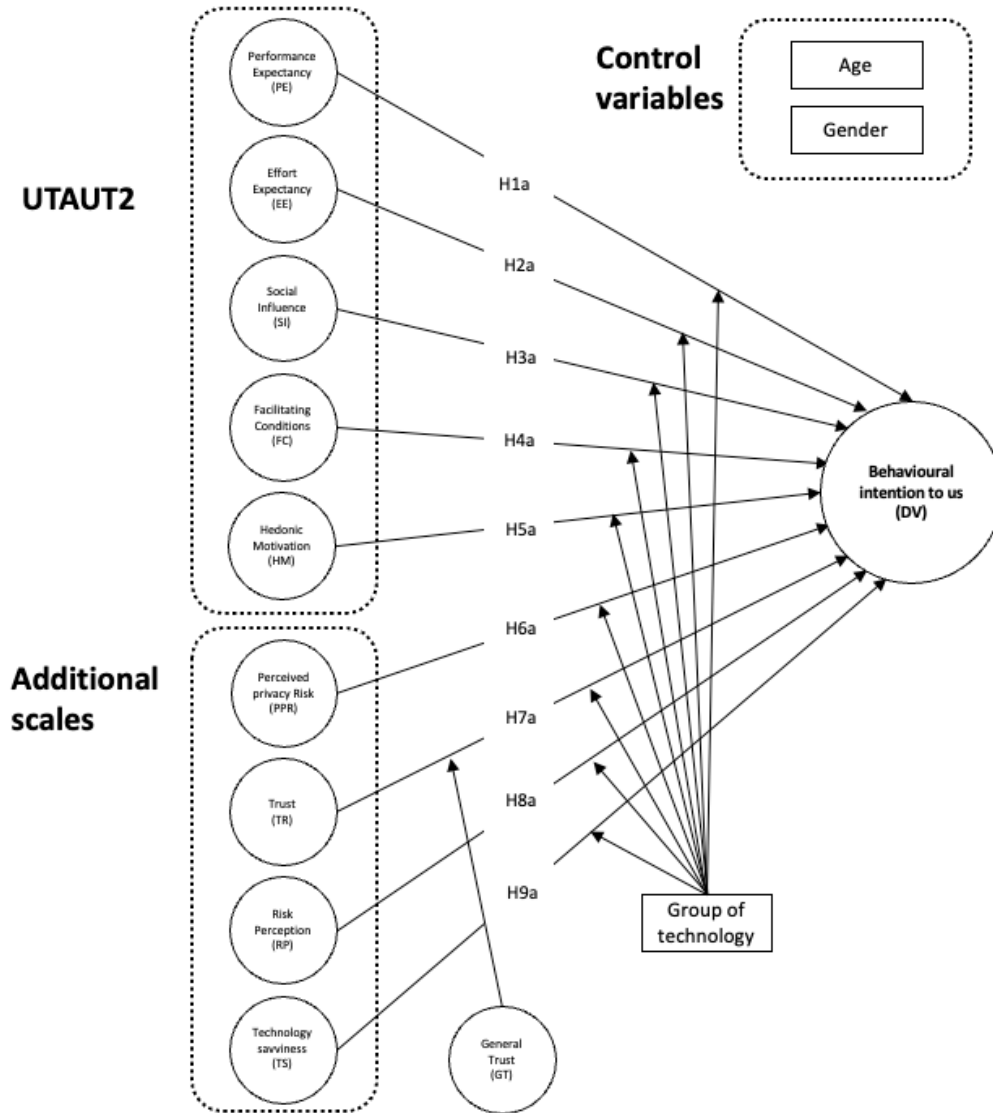 Performance
Expectancy
(PE)
Control
variables
Age
Gender
UTAUT2
Effort
Expectancy
(EE)
H1a
H2a
Social
Influence
(SI)
H3a
Facilitating
Conditions
(FC)
H4a
Behavioural
intention to us
(DV)
Hedonic
Motivation
(HM)
H5a
Additional
scales
Perceived
privacy Risk
(PPR)
H6a
H7a
Trust
(TR)
H8a
Risk
Perception
(RP)
H9a
Group of
technology
Technology
savviness
(TS)
General
Trust
(GT)